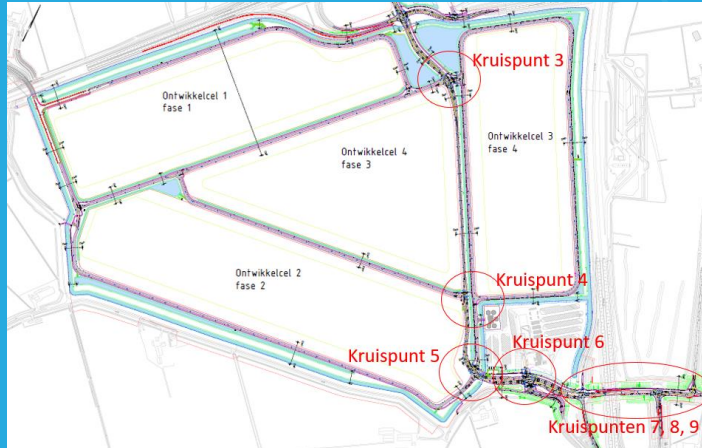 Kruispunt 3
Ontwikkelcel 1
fase 1
Ontwikkelcel 4
fase 3
Ontwikkelcel 3
fase 4
Ontwikkelcel 2
fase 2
Kruispunt 4
Kruispunt 5
Kruispunt 6
Kruispunten 7, 8, 9